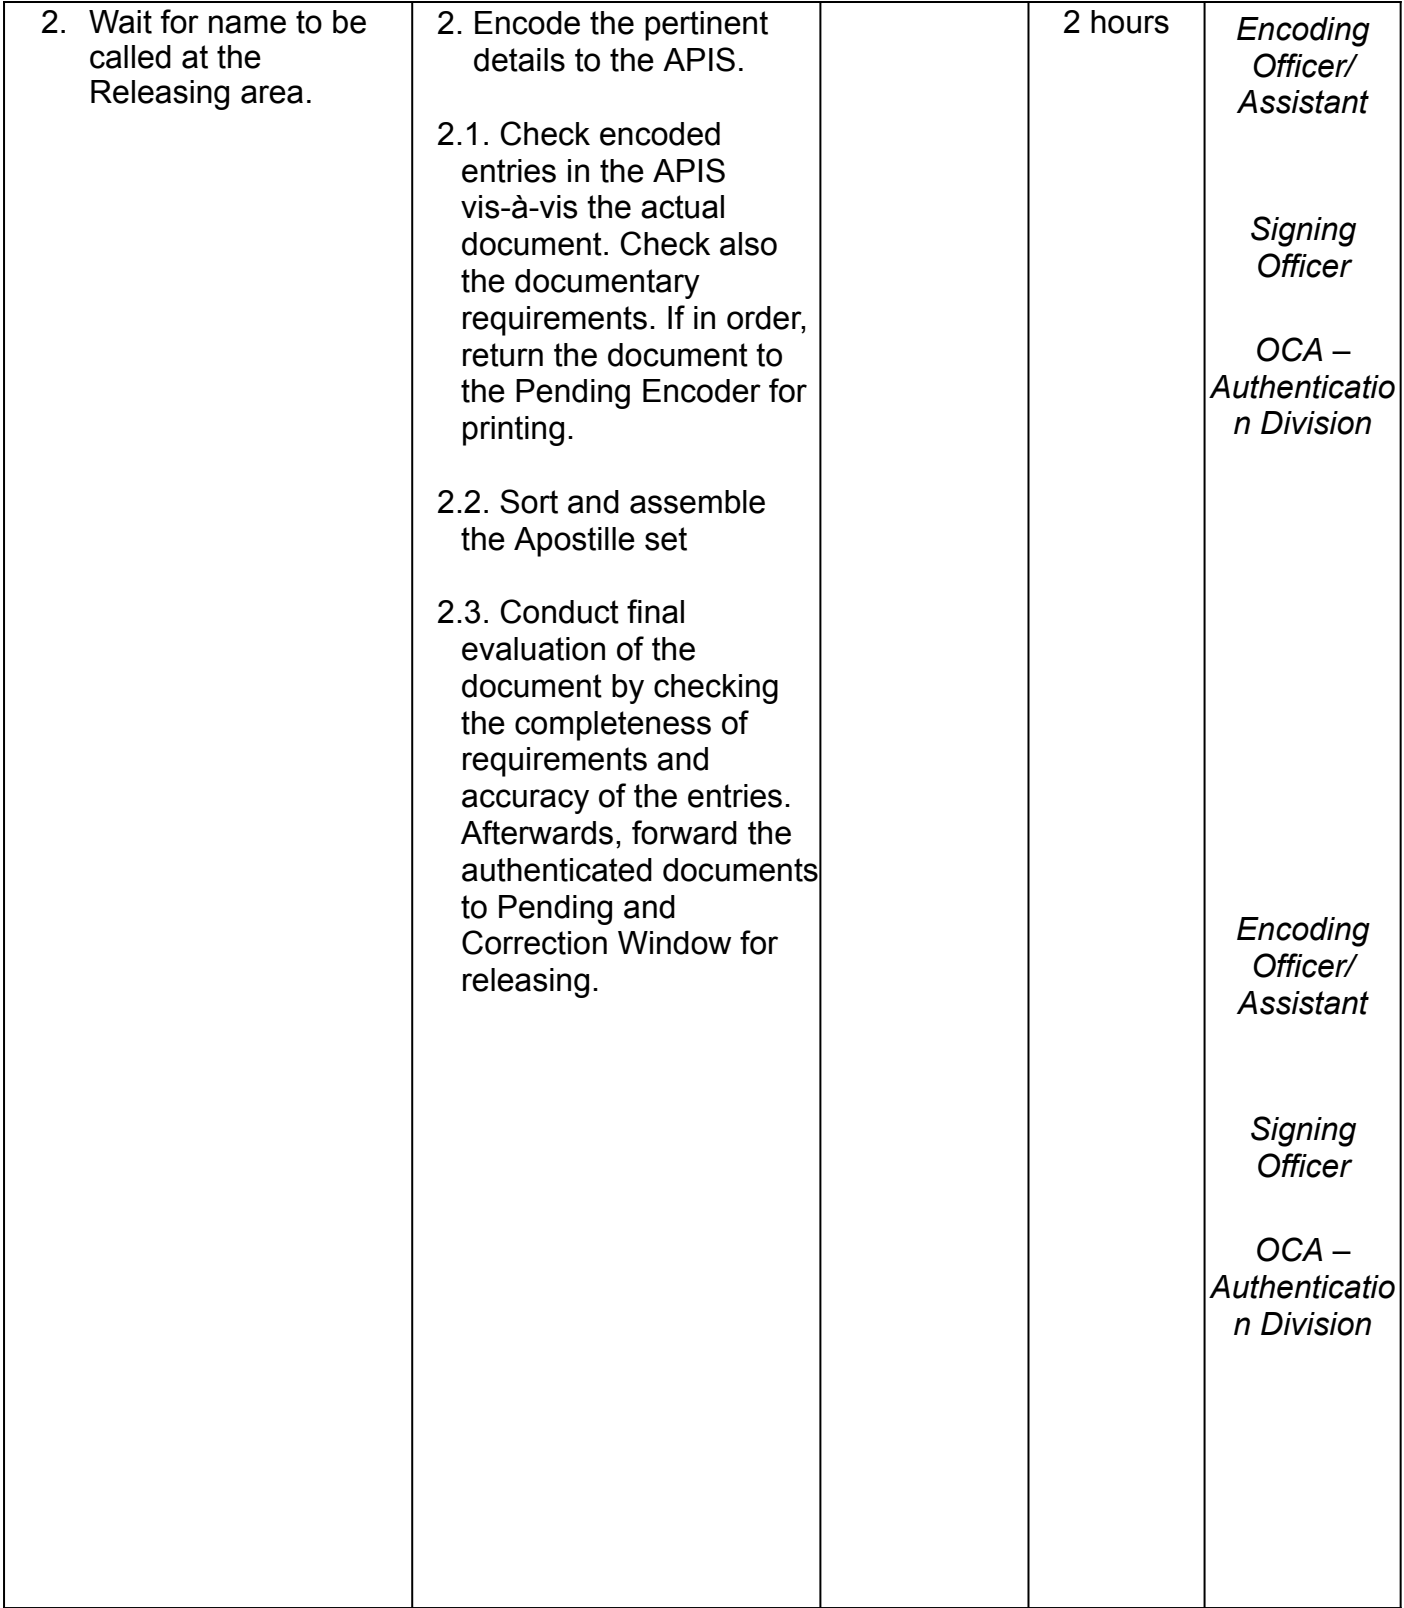 2. Wait for name to be
called at the
Releasing area.
2. Encode the pertinent
details to the APIS.
2.1. Check encoded
entries in the APIS
vis-à-vis the actual
document. Check also
the documentary
requirements. If in order,
return the document to
the Pending Encoder for
printing.
2.2. Sort and assemble
the Apostille set
2.3. Conduct final
evaluation of the
document by checking
the completeness of
requirements and
accuracy of the entries.
Afterwards, forward the
authenticated documents
to Pending and
Correction Window for
releasing.
2 hours
Encoding
Officer/
Assistant
Signing
Officer
OCA –
Authenticatio
n Division
Encoding
Officer/
Assistant
Signing
Officer
OCA –
Authenticatio
n Division